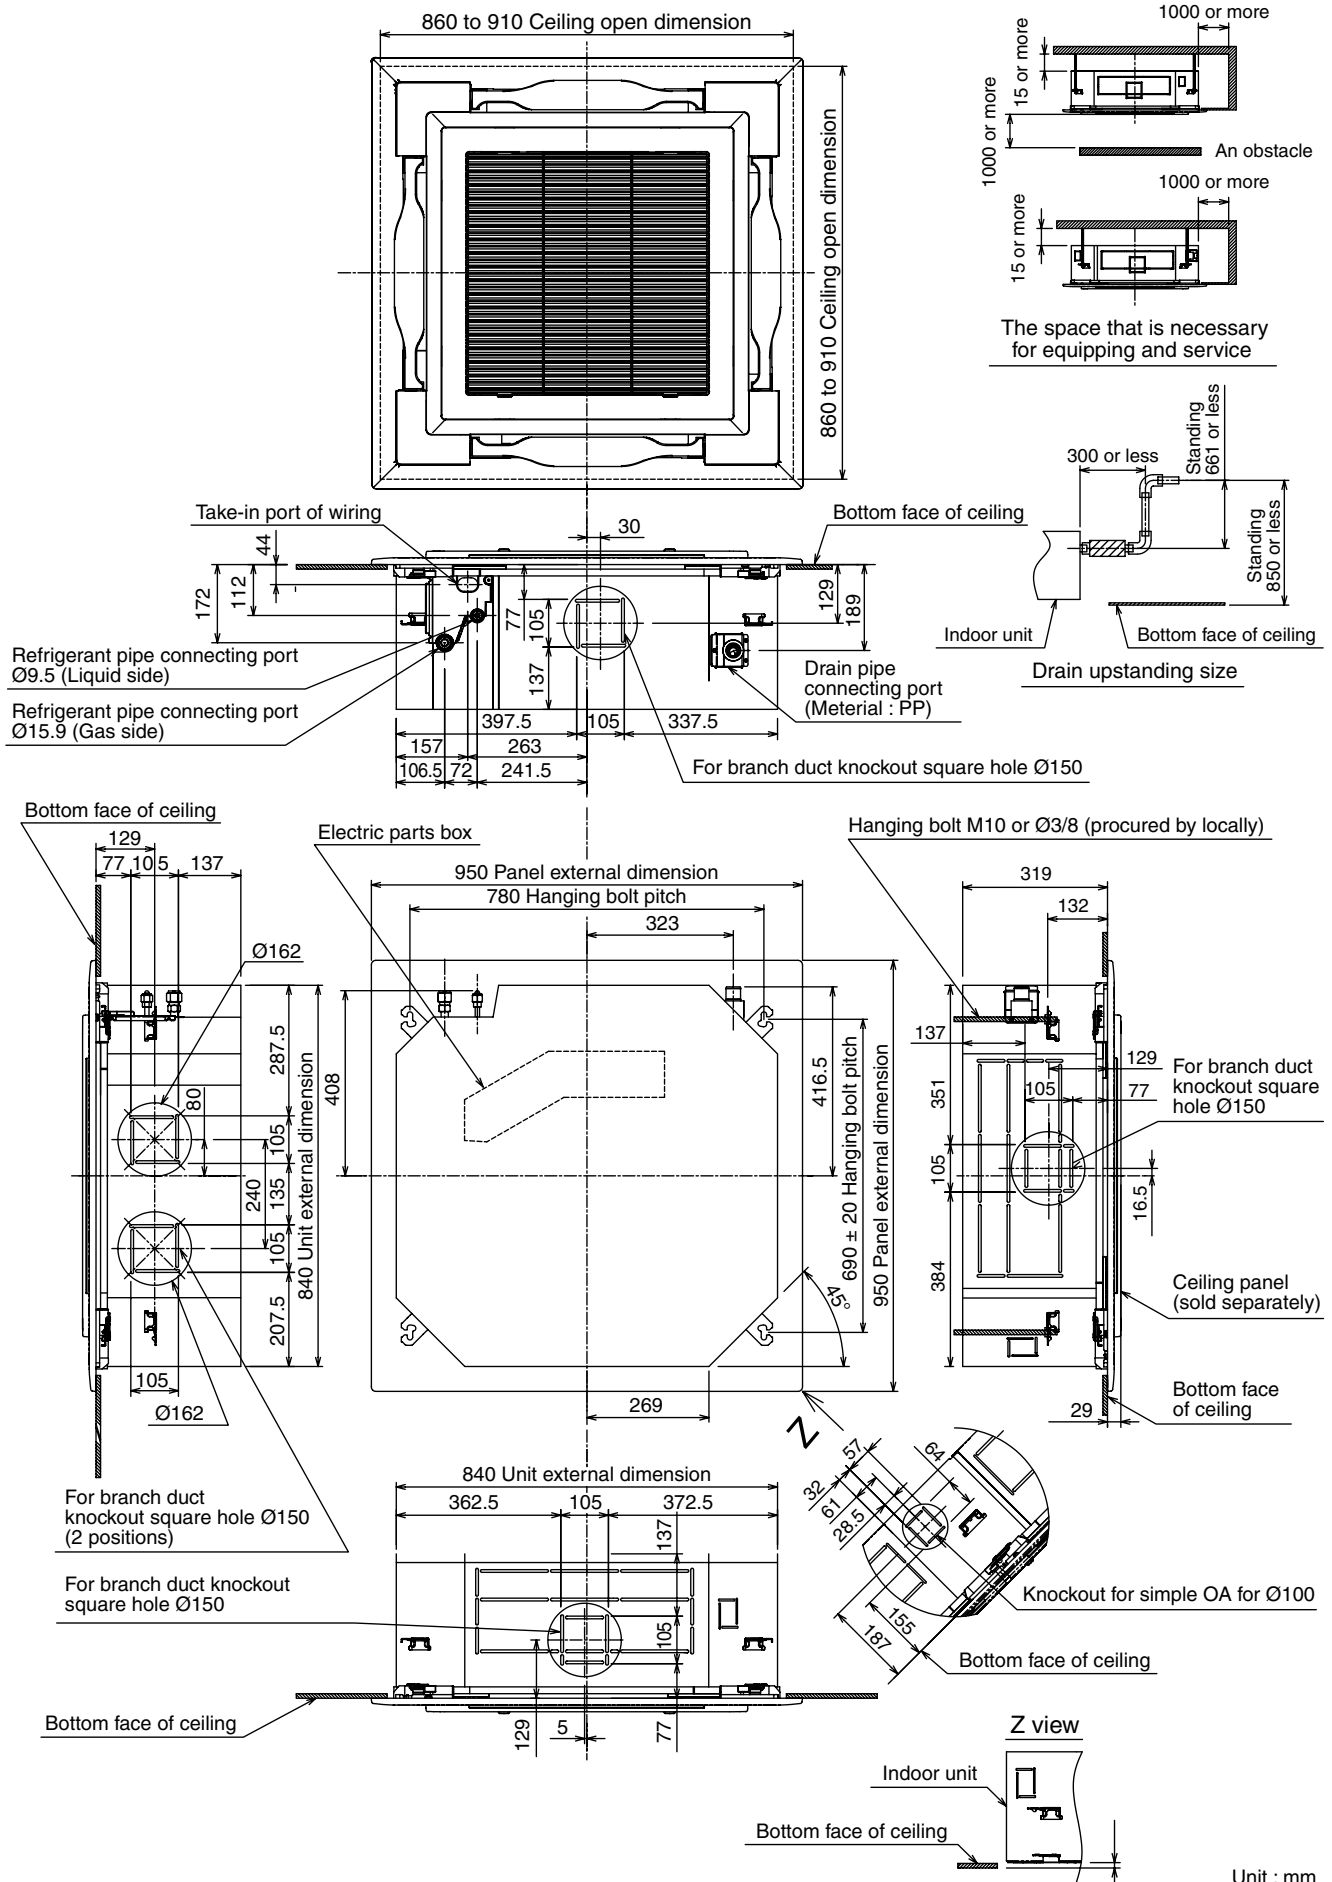 860 to 910 Ceiling open dimension
860 to 910 Ceiling open dimension
1000 or more
15 or more
1000 or more
An obstacle
1000 or more
15 or more
The space that is necessary
for equipping and service
300 or less
Standing
661 or less
Standing
850 or less
Indoor unit
Bottom face of ceiling
Drain upstanding size
Take-in port of wiring
30
Bottom face of ceiling
44
112
172
77
105
137
129
189
Refrigerant pipe connecting port
Ø9.5 (Liquid side)
Refrigerant pipe connecting port
Ø15.9 (Gas side)
Drain pipe
connecting port
(Meterial : PP)
397.5
105
337.5
157
263
106.5
72
241.5
For branch duct knockout square hole Ø150
Bottom face of ceiling
129
77
105
137
Ø162
287.5
80
105
135
240
105
207.5
840 Unit external dimension
105
Ø162
For branch duct
knockout square hole Ø150
(2 positions)
Electric parts box
950 Panel external dimension
780 Hanging bolt pitch
323
408
416.5
690 ± 20 Hanging bolt pitch
950 Panel external dimension
45°
269
Z
Hanging bolt M10 or Ø3/8 (procured by locally)
319
132
137
129
105
77
351
105
384
16.5
For branch duct
knockout square
hole Ø150
Ceiling panel
(sold separately)
Bottom face
of ceiling
29
840 Unit external dimension
362.5
105
372.5
137
105
77
129
5
For branch duct knockout
square hole Ø150
Bottom face of ceiling
57
32
61
28.5
64
155
187
Knockout for simple OA for Ø100
Bottom face of ceiling
Z view
Indoor unit
Bottom face of ceiling
Unit : mm